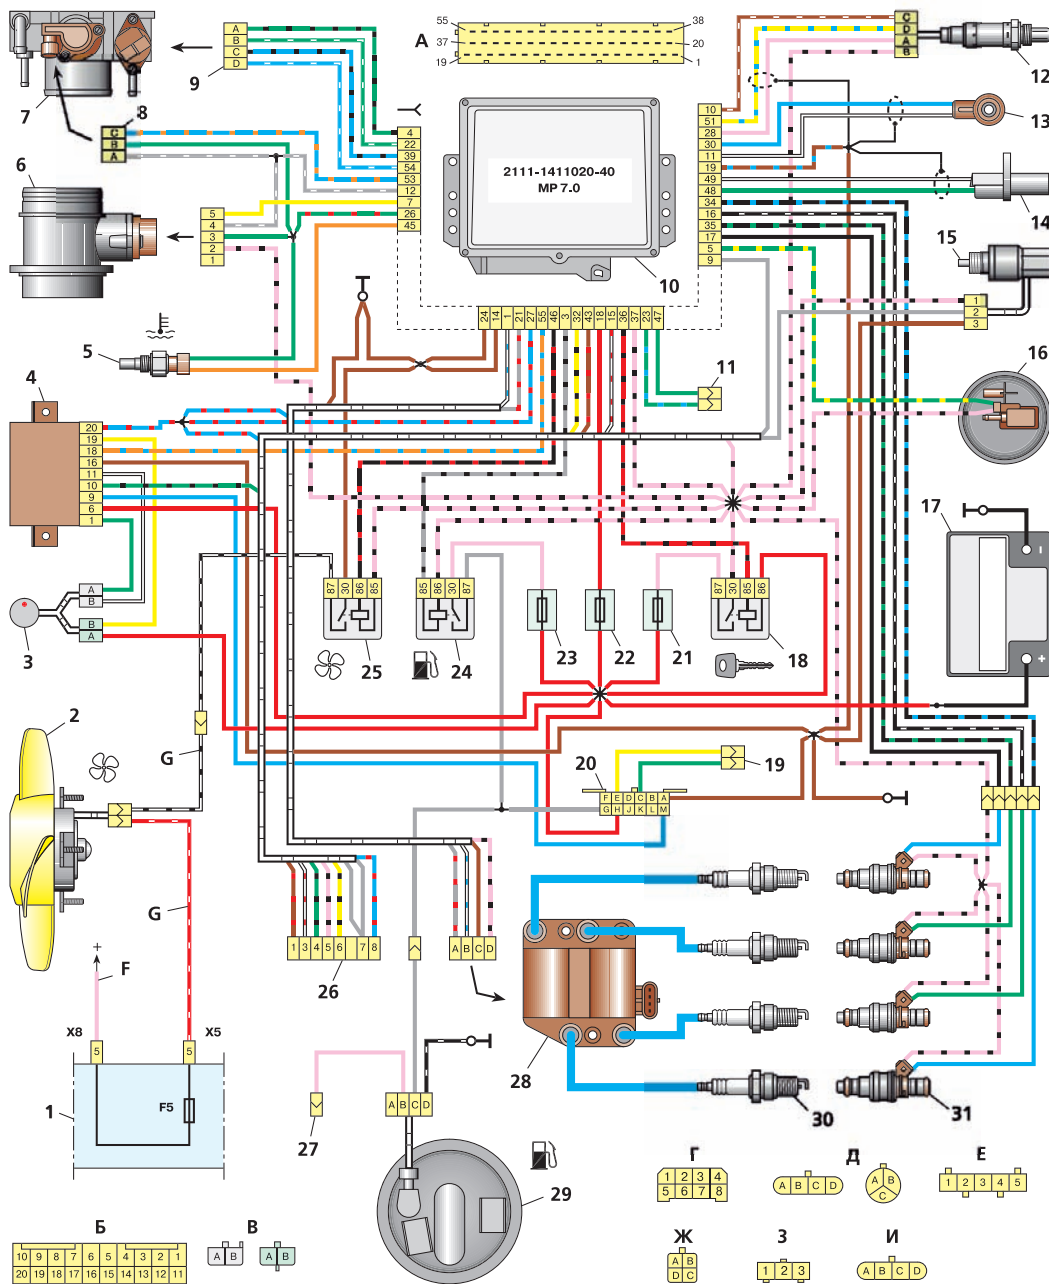 55
38
A
37
20
19
1
A
B
C
D
9
7
8
C
B
A
6
5
4
3
2
1
4
22
39
54
53
12
7
26
45
2111-1411020-40
MP 7.0
10
10
51
28
30
11
19
49
48
34
16
35
17
5
9
C
D
A
B
12
13
14
15
1
2
3
16
24
14
1
21
27
55
46
3
32
43
18
15
36
37
23
47
11
5
4
20
19
18
16
11
10
9
6
1
A
B
B
A
3
87
30
86
85
25
85
86
30
87
24
23
22
21
87
30
85
86
18
17
-
+
2
G
G
20
F E D C B A
G H J K L M
19
1 3 4 5 6 7 8
26
A B C D
28
30
31
+
F
X8
5
5
X5
1
F5
27
A B C D
29
Г
1 2 3 4
5 6 7 8
Д
A B C D
A B
C
Е
1 2 3 4 5
Б
10 9 8 7 6 5 4 3 2 1
20 19 18 17 16 15 14 13 12 11
В
A B
A B
Ж
A B
D C
З
1 2 3
И
A B C D